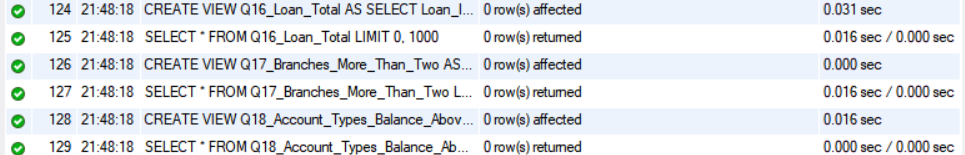 124 21:48:18 CREATE VIEW Q16_Loan_Total AS SELECT Loan_I... 0 row(s) affected 0.031 sec
125 21:48:18 SELECT * FROM Q16_Loan_Total LIMIT 0, 1000 0 row(s) returned 0.016 sec / 0.000 sec
126 21:48:18 CREATE VIEW Q17_Branches_More_Than_Two AS... 0 row(s) affected 0.000 sec
127 21:48:18 SELECT * FROM Q17_Branches_More_Than_Two L... 0 row(s) returned 0.016 sec / 0.000 sec
128 21:48:18 CREATE VIEW Q18_Account_Types_Balance_Abov... 0 row(s) affected 0.016 sec
129 21:48:18 SELECT * FROM Q18_Account_Types_Balance_Ab... 0 row(s) returned 0.000 sec / 0.000 sec